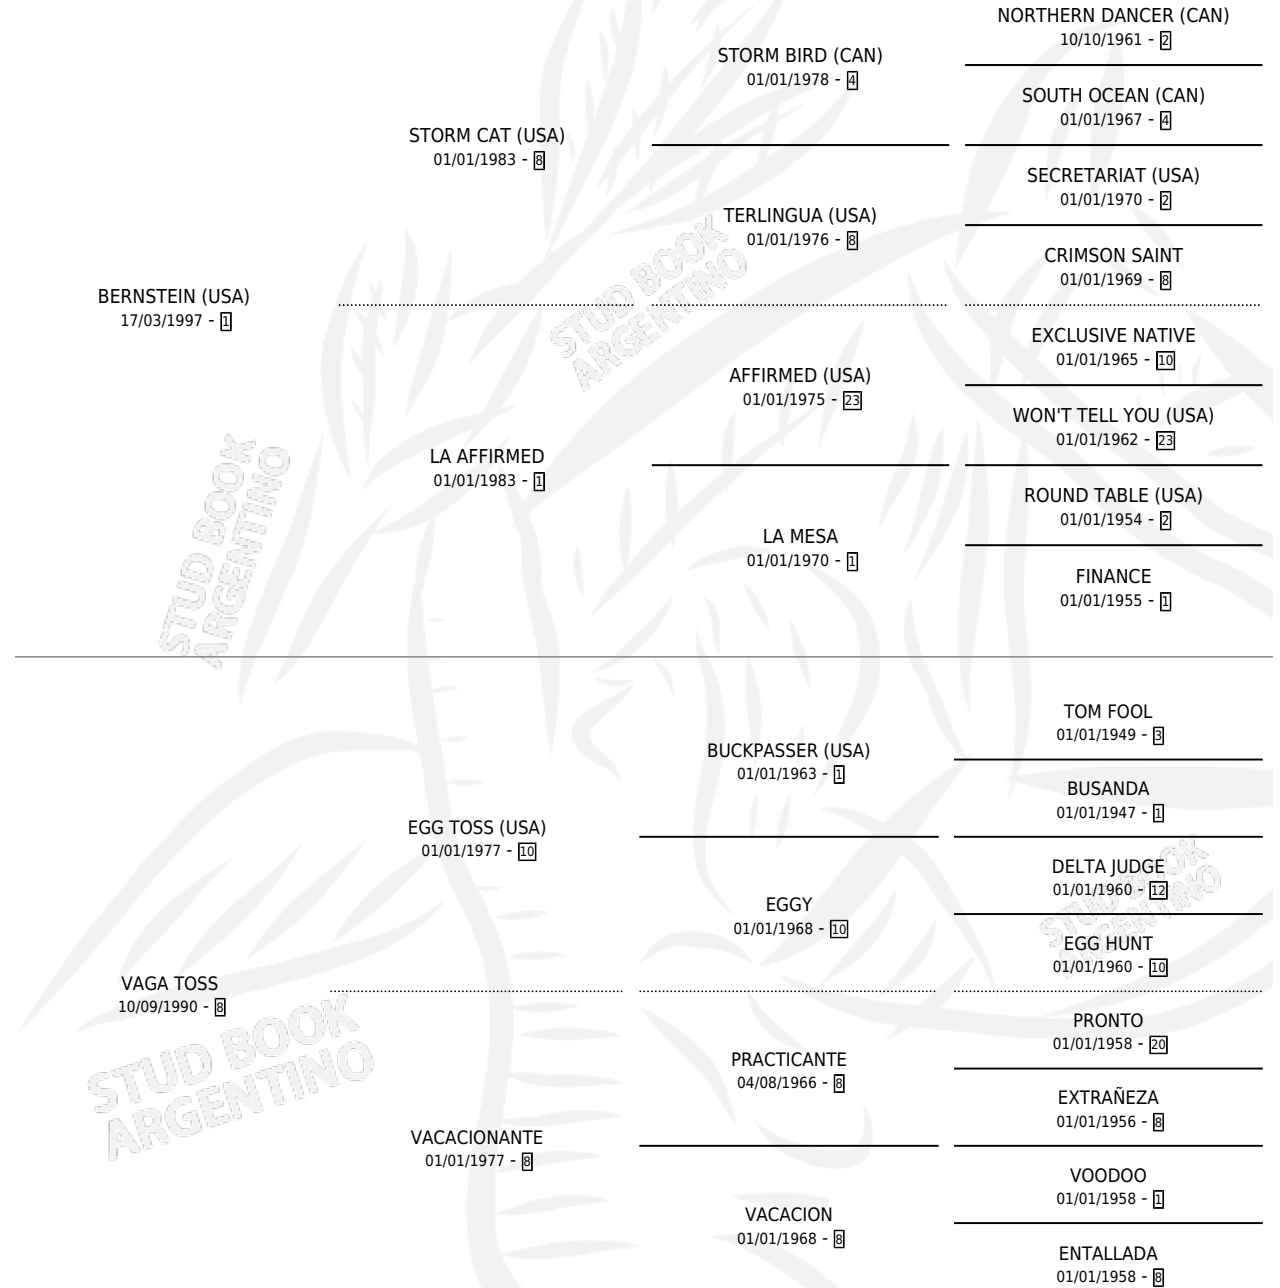 NORTHERN DANCER (CAN)
10/10/1961 - 2
STORM BIRD (CAN)
01/01/1978 - 4
SOUTH OCEAN (CAN)
01/01/1967 - 4
STORM CAT (USA)
01/01/1983 - 8
SECRETARIAT (USA)
01/01/1970 - 2
TERLINGUA (USA)
01/01/1976 - 8
CRIMSON SAINT
01/01/1969 - 8
BERNSTEIN (USA)
17/03/1997 - 1
EXCLUSIVE NATIVE
01/01/1965 - 10
AFFIRMED (USA)
01/01/1975 - 23
WON'T TELL YOU (USA)
01/01/1962 - 23
LA AFFIRMED
01/01/1983 - 1
ROUND TABLE (USA)
01/01/1954 - 2
LA MESA
01/01/1970 - 1
FINANCE
01/01/1955 - 1
TOM FOOL
01/01/1949 - 3
BUCKPASSER (USA)
01/01/1963 - 1
BUSANDA
01/01/1947 - 1
EGG TOSS (USA)
01/01/1977 - 10
DELTA JUDGE
01/01/1960 - 12
EGGY
01/01/1968 - 10
EGG HUNT
01/01/1960 - 10
VAGA TOSS
10/09/1990 - 8
PRONTO
01/01/1958 - 20
PRACTICANTE
04/08/1966 - 8
EXTRAÑEZA
01/01/1956 - 8
VACACIONANTE
01/01/1977 - 8
VOODOO
01/01/1958 - 1
VACACION
01/01/1968 - 8
ENTALLADA
01/01/1958 - 8
STUD BOOK
ARGENTINO
STUD BOOK
ARGENTINO
STUD BOOK
ARGENTINO
STUD BOOK
ARGENTINO